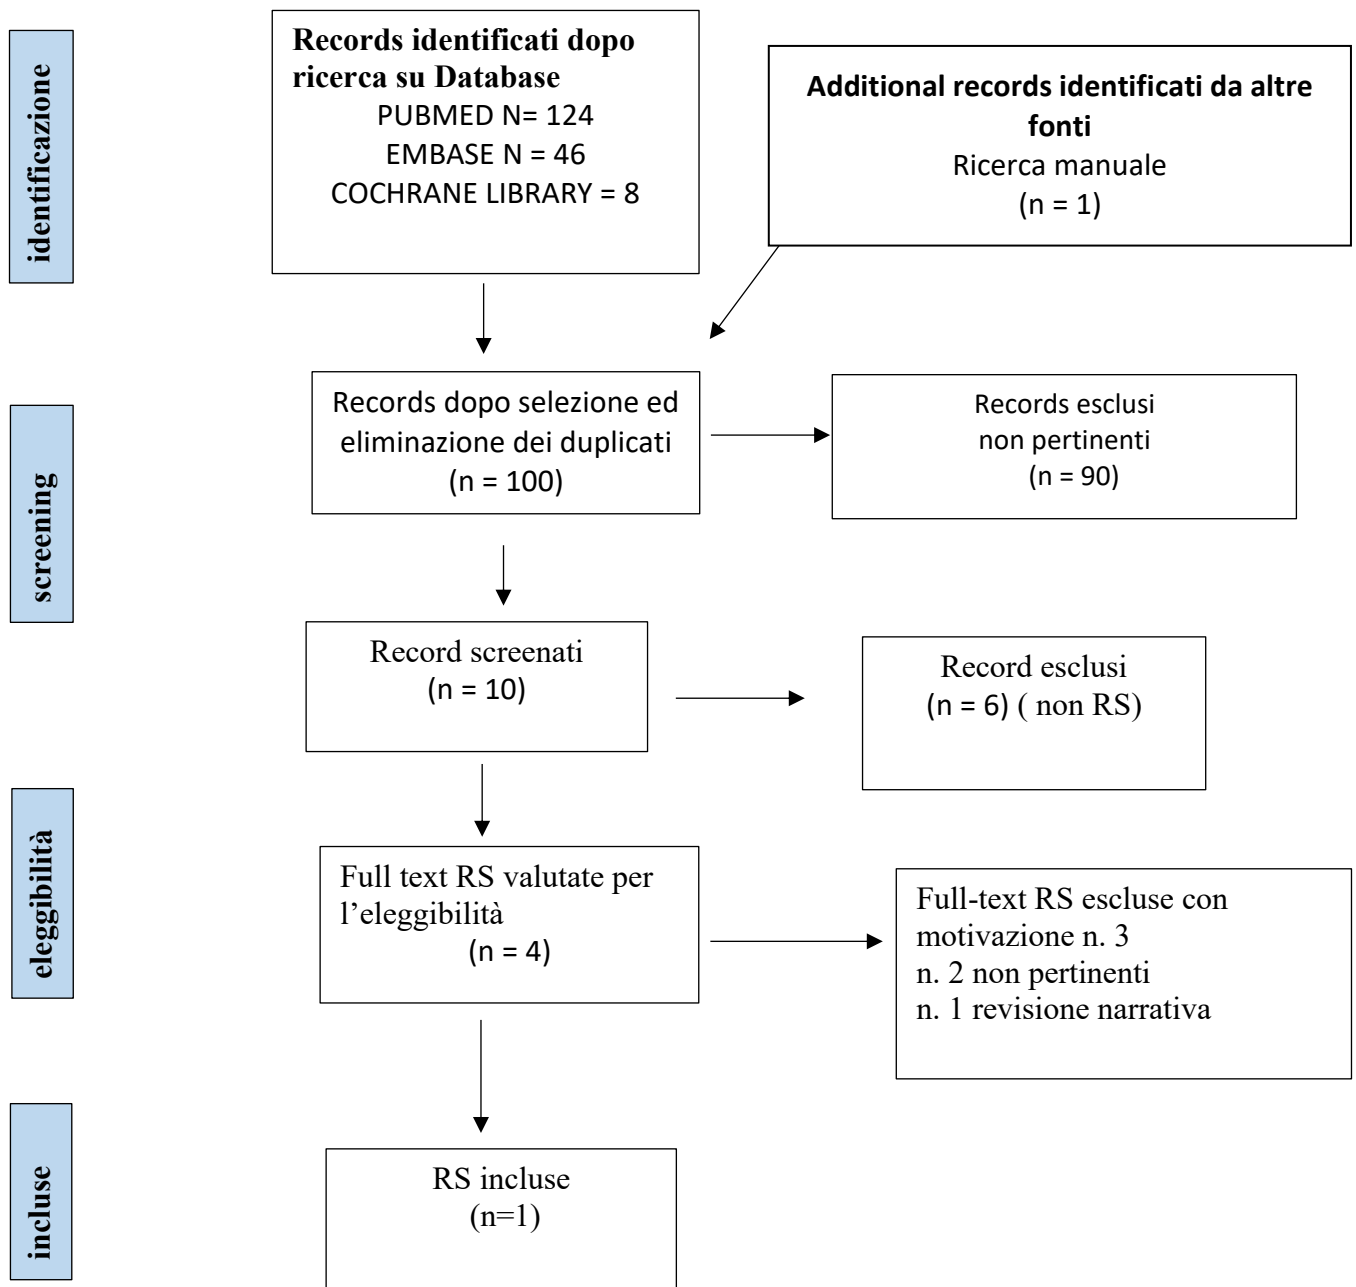 identificazione
Records identificati dopo
ricerca su Database
PUBMED N= 124
EMBASE N = 46
COCHRANE LIBRARY = 8
Additional records identificati da altre
fonti
Ricerca manuale
(n = 1)
screening
Records dopo selezione ed
eliminazione dei duplicati
(n = 100)
Records esclusi
non pertinenti
(n = 90)
Record screenati
(n = 10)
Record esclusi
(n = 6) ( non RS)
eleggibilità
Full text RS valutate per
l’eleggibilità
(n = 4)
Full-text RS escluse con
motivazione n. 3
n. 2 non pertinenti
n. 1 revisione narrativa
incluse
RS incluse
(n=1)